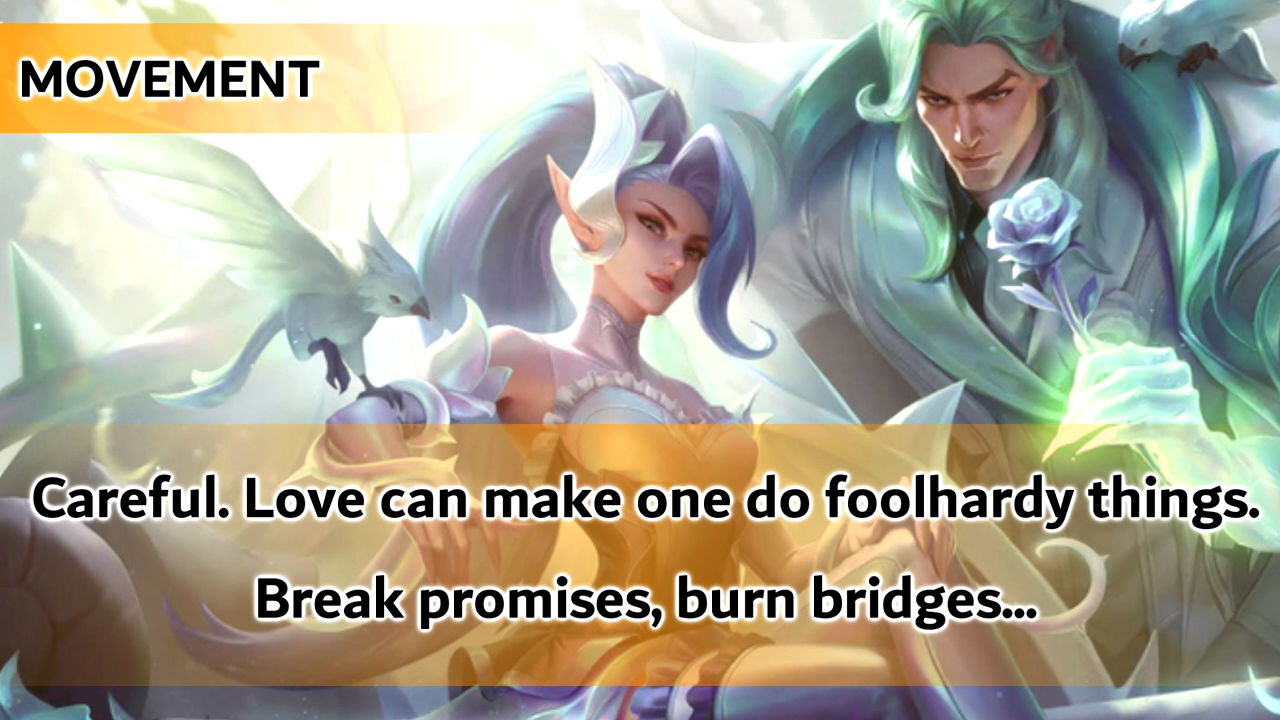 MOVEMENT
Careful. Love can make one do foolhardy things.
Break promises, burn bridges...